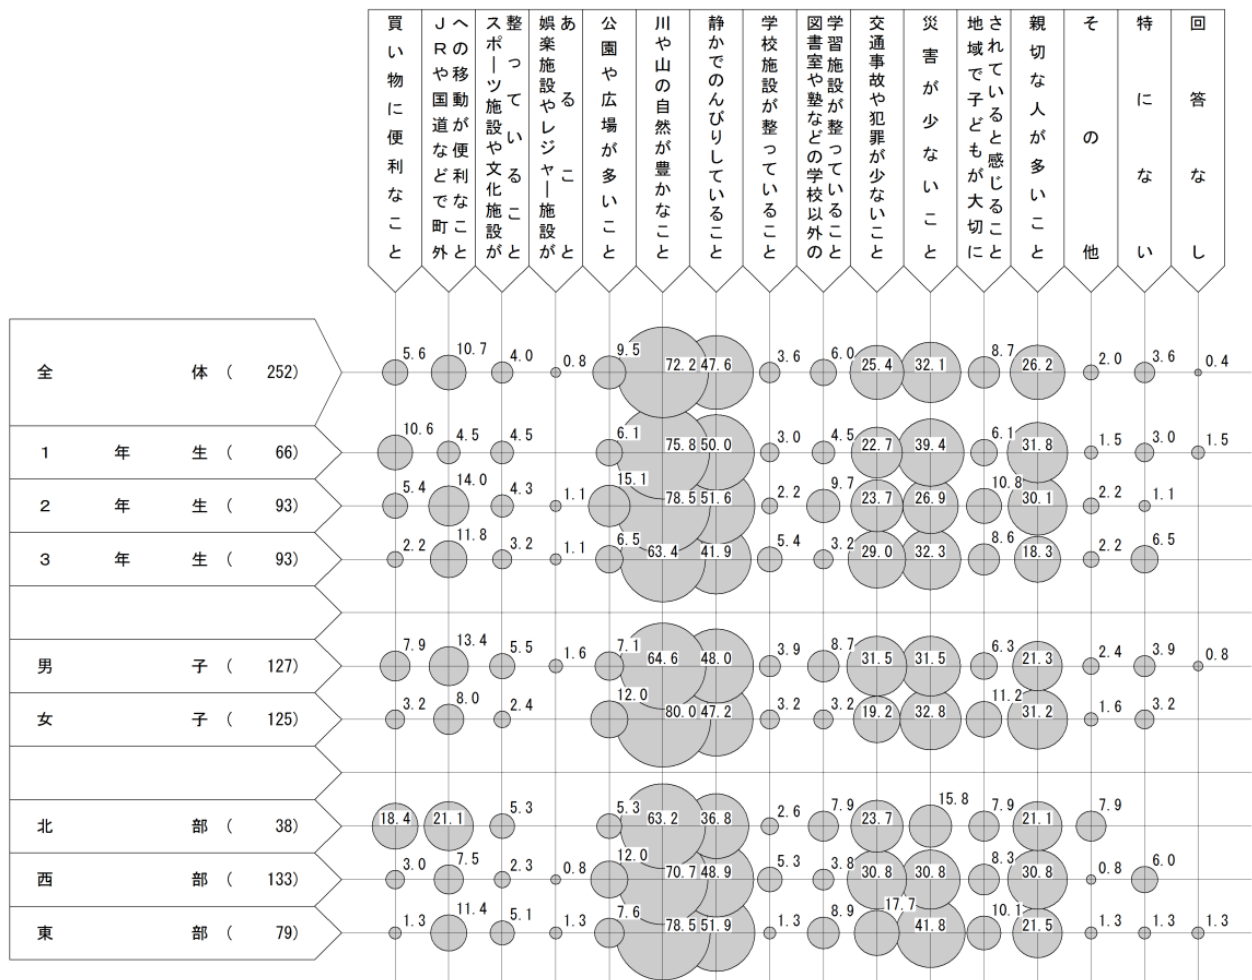 買い物に便利なこと
ＪＲや国道などで町外
への移動が便利なこと
スポーツ施設や文化施設が
整っていること
娯楽施設やレジャー施設が
あること
公園や広場が多いこと
川や山の自然が豊かなこと
静かでのんびりしていること
学校施設が整っていること
図書室や塾などの学校以外の
学習施設が整っていること
交通事故や犯罪が少ないこと
災害が少ないこと
地域で子どもが大切に
されていると感じること
親切な人が多いこと
その他
特にない
回答なし
全体（ 252） 5.6 10.7 4.0 0.8 9.5 72.2 47.6 3.6 6.0 25.4 32.1 8.7 26.2 2.0 3.6 0.4
１年生（ 66） 10.6 4.5 4.5 6.1 75.8 50.0 3.0 4.5 22.7 39.4 6.1 31.8 1.5 3.0 1.5
２年生（ 93） 5.4 14.0 4.3 1.1 15.1 78.5 51.6 2.2 9.7 23.7 26.9 10.8 30.1 2.2 1.1
３年生（ 93） 2.2 11.8 3.2 1.1 6.5 63.4 41.9 5.4 3.2 29.0 32.3 8.6 18.3 2.2 6.5
男子（ 127） 7.9 13.4 5.5 1.6 7.1 64.6 48.0 3.9 8.7 31.5 31.5 6.3 21.3 2.4 3.9 0.8
女子（ 125） 3.2 8.0 2.4 12.0 80.0 47.2 3.2 3.2 19.2 32.8 11.2 31.2 1.6 3.2
北部（ 38） 18.4 21.1 5.3 5.3 63.2 36.8 2.6 7.9 23.7 15.8 7.9 21.1 7.9
西部（ 133） 3.0 7.5 2.3 0.8 12.0 70.7 48.9 5.3 3.8 30.8 30.8 8.3 30.8 0.8 6.0
東部（ 79） 1.3 11.4 5.1 1.3 7.6 78.5 51.9 1.3 8.9 17.7 41.8 10.1 21.5 1.3 1.3 1.3